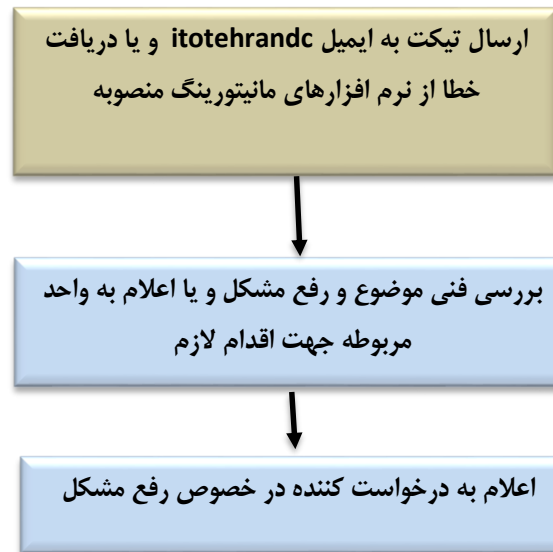 ارسال تیکت به ایمیل itotehrandc و یا دریافت
خطا از نرم افزارهای مانیتورینگ منصوبه
بررسی فنی موضوع و رفع مشکل و یا اعلام به واحد
مربوطه جهت اقدام لازم
اعلام به درخواست کننده در خصوص رفع مشکل